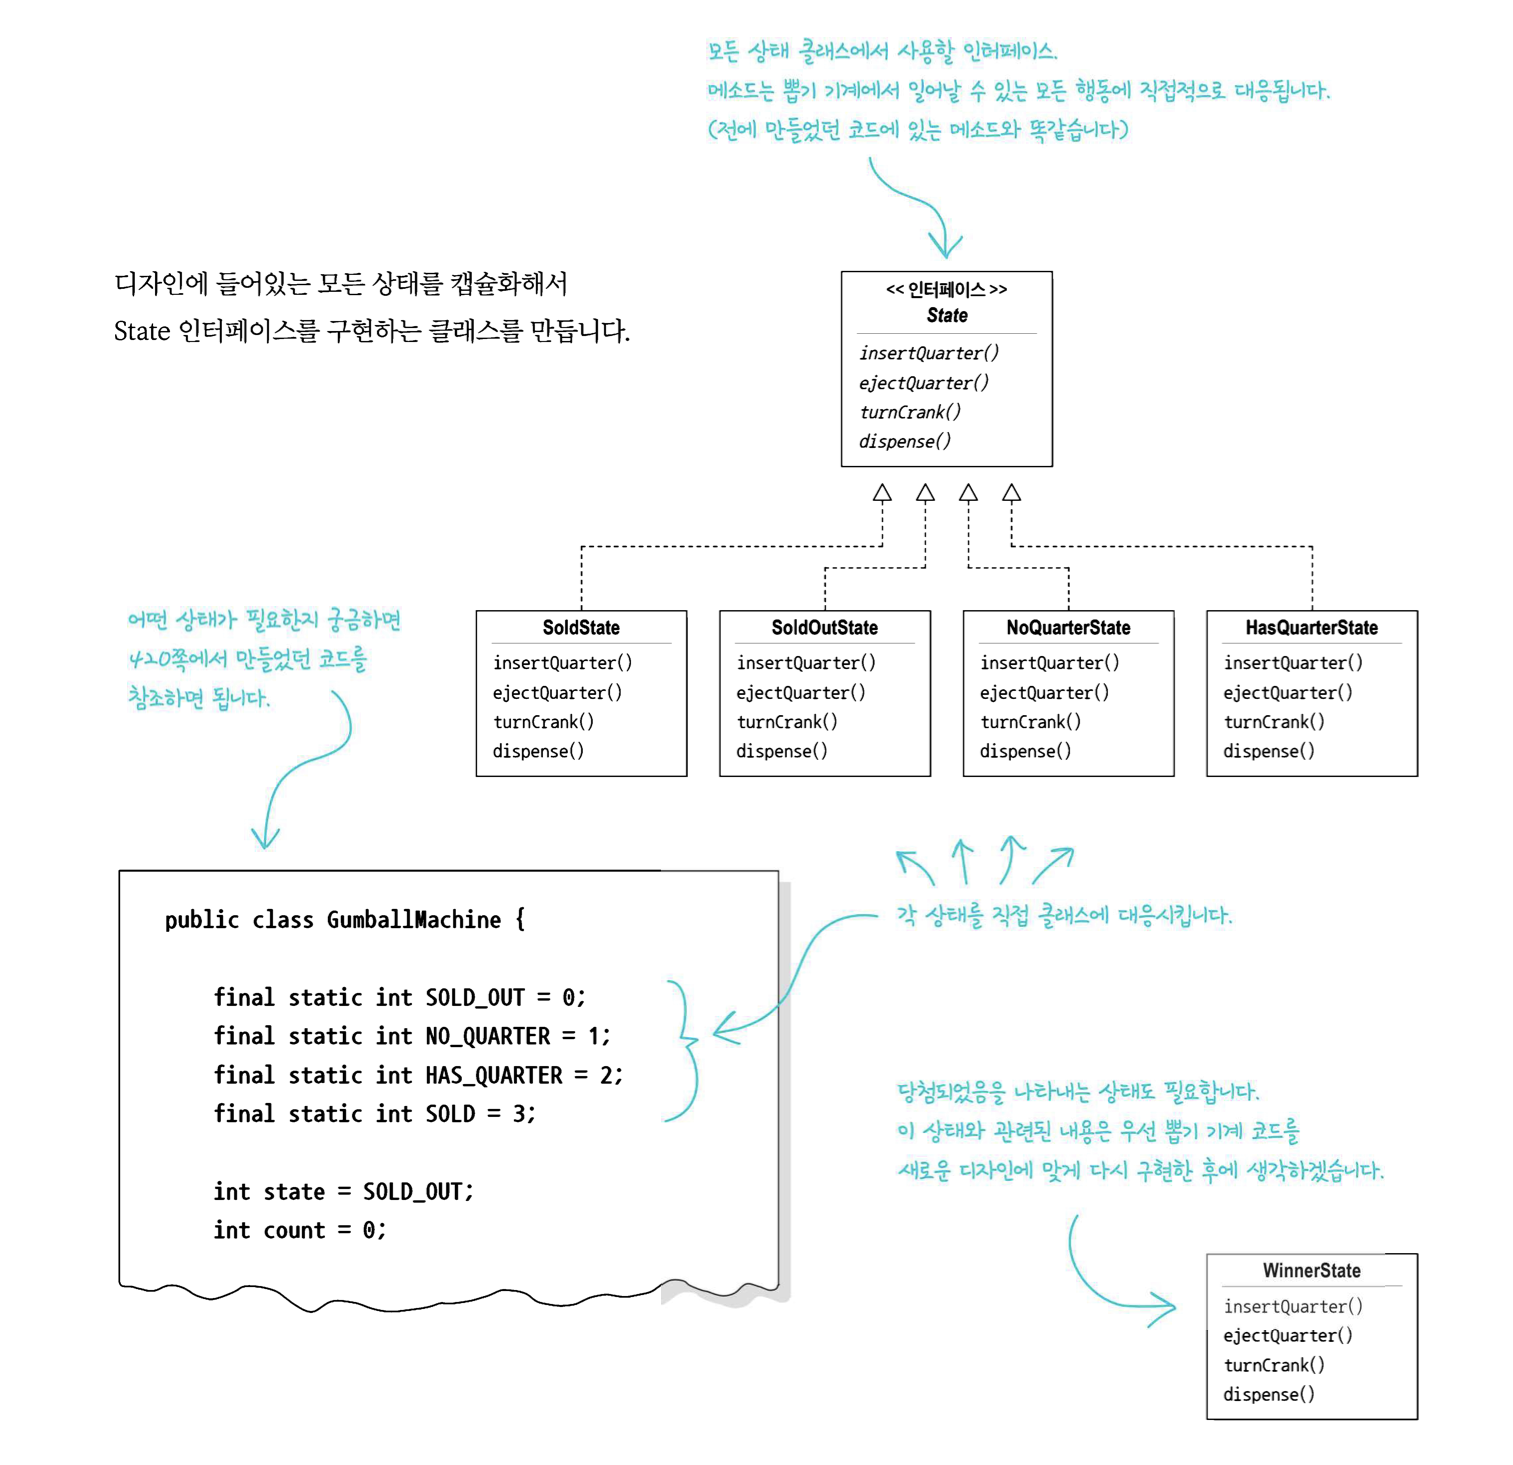 모든 상태 클래스에서 사용할 인터페이스.
메소드는 뽑기 기계에서 일어날 수 있는 모든 행동에 직접적으로 대응됩니다.
(전에 만들었던 코드에 있는 메소드와 똑같습니다)
디자인에 들어있는 모든 상태를 캡슐화해서
State 인터페이스를 구현하는 클래스를 만듭니다.
<< 인터페이스 >>
State
insertQuarter()
ejectQuarter()
turnCrank()
dispense()
어떤 상태가 필요한지 궁금하면
420쪽에서 만들었던 코드를
참조하면 됩니다.
SoldState
insertQuarter()
ejectQuarter()
turnCrank()
dispense()
SoldOutState
insertQuarter()
ejectQuarter()
turnCrank()
dispense()
NoQuarterState
insertQuarter()
ejectQuarter()
turnCrank()
dispense()
HasQuarterState
insertQuarter()
ejectQuarter()
turnCrank()
dispense()
각 상태를 직접 클래스에 대응시킵니다.
public class GumballMachine {
final static int SOLD_OUT = 0;
final static int NO_QUARTER = 1;
final static int HAS_QUARTER = 2;
final static int SOLD = 3;
int state = SOLD_OUT;
int count = 0;
당첨되었음을 나타내는 상태도 필요합니다.
이 상태와 관련된 내용은 우선 뽑기 기계 코드를
새로운 디자인에 맞게 다시 구현한 후에 생각하겠습니다.
WinnerState
insertQuarter()
ejectQuarter()
turnCrank()
dispense()